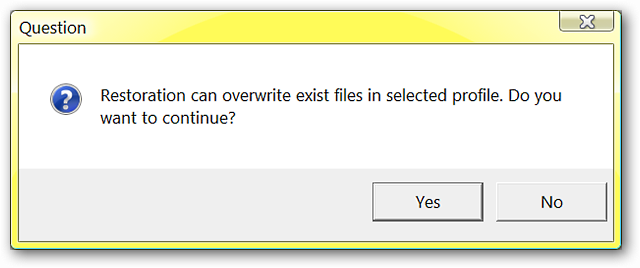 Question
Restoration can overwrite exist files in selected profile. Do you
want to continue?
Yes
No